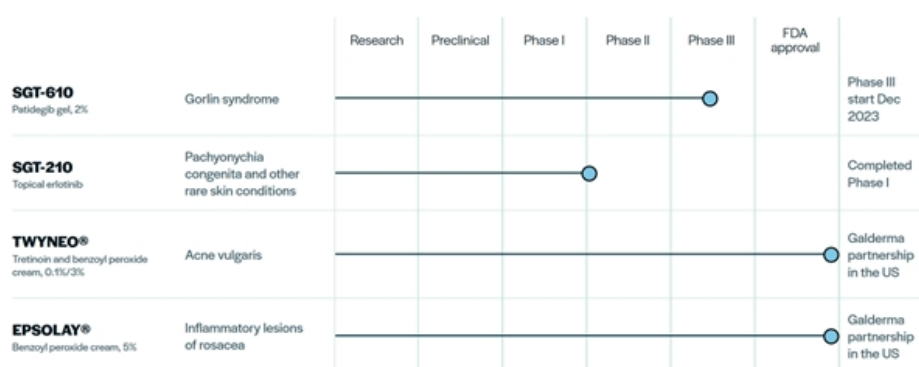 Research Preclinical Phase I Phase II Phase III FDA
approval
SGT-610
Patidegib gel, 2%
Gorlin syndrome
Phase III
start Dec
2023
SGT-210
Topical erlotinib
Pachyonychia
congenita and other
rare skin conditions
Completed
Phase I
TWYNEO®
Tretinoin and benzoyl peroxide
cream, 0.1%/3%
Acne vulgaris
Galderma
partnership
in the US
EPSOLAY®
Benzoyl peroxide cream, 5%
Inflammatory lesions
of rosacea
Galderma
partnership
in the US